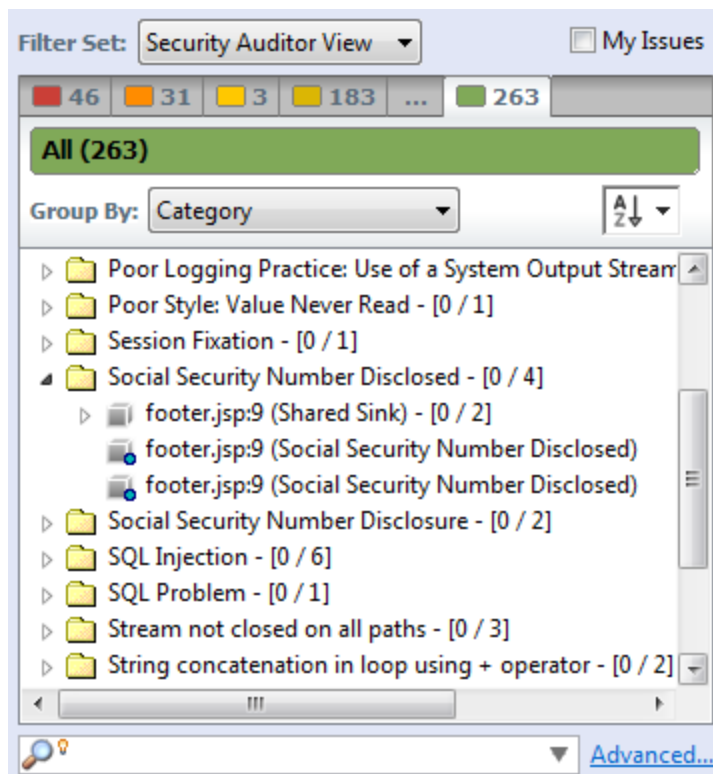 Filter Set: Security Auditor View My Issues
46 31 3 183 ... 263
All (263)
Group By: Category A Z
Poor Logging Practice: Use of a System Output Stream
Poor Style: Value Never Read - [0 / 1]
Session Fixation - [0 / 1]
Social Security Number Disclosed - [0 / 4]
footer.jsp:9 (Shared Sink) - [0 / 2]
footer.jsp:9 (Social Security Number Disclosed)
footer.jsp:9 (Social Security Number Disclosed)
Social Security Number Disclosure - [0 / 2]
SQL Injection - [0 / 6]
SQL Problem - [0 / 1]
Stream not closed on all paths - [0 / 3]
String concatenation in loop using + operator - [0 / 2]
Advanced...